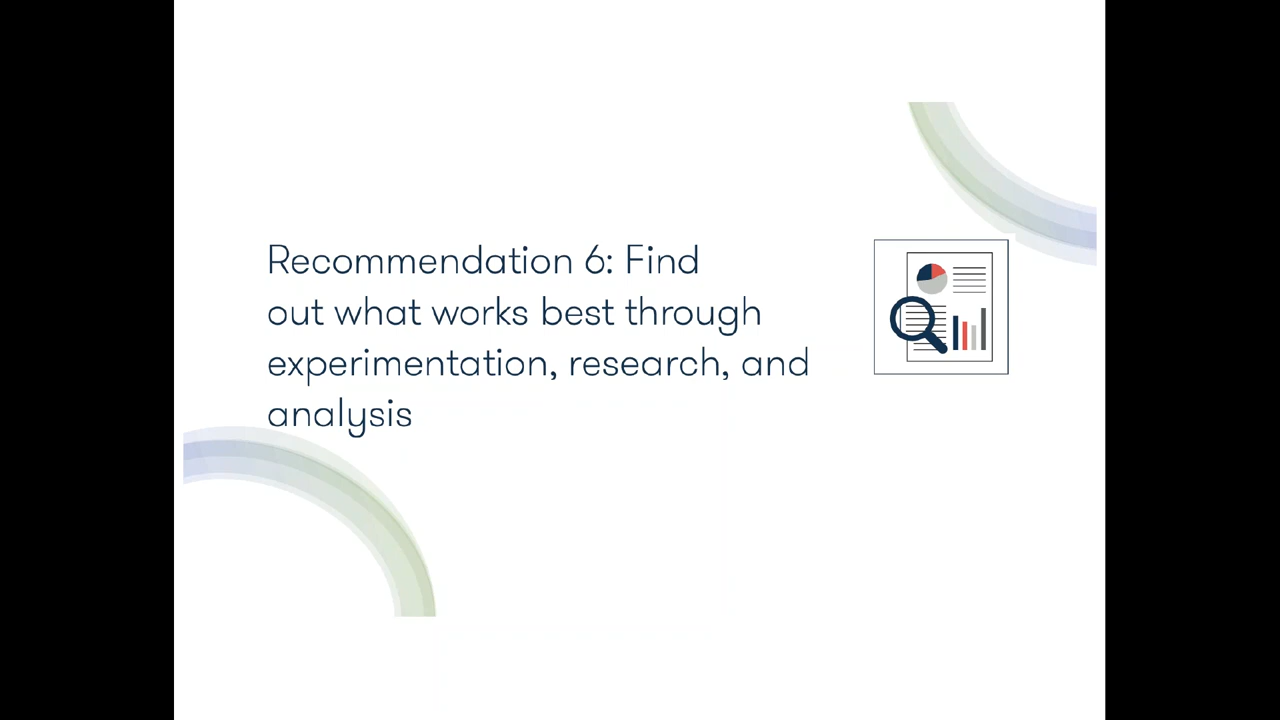 Recommendation 6: Find
out what works best through
experimentation, research, and
analysis